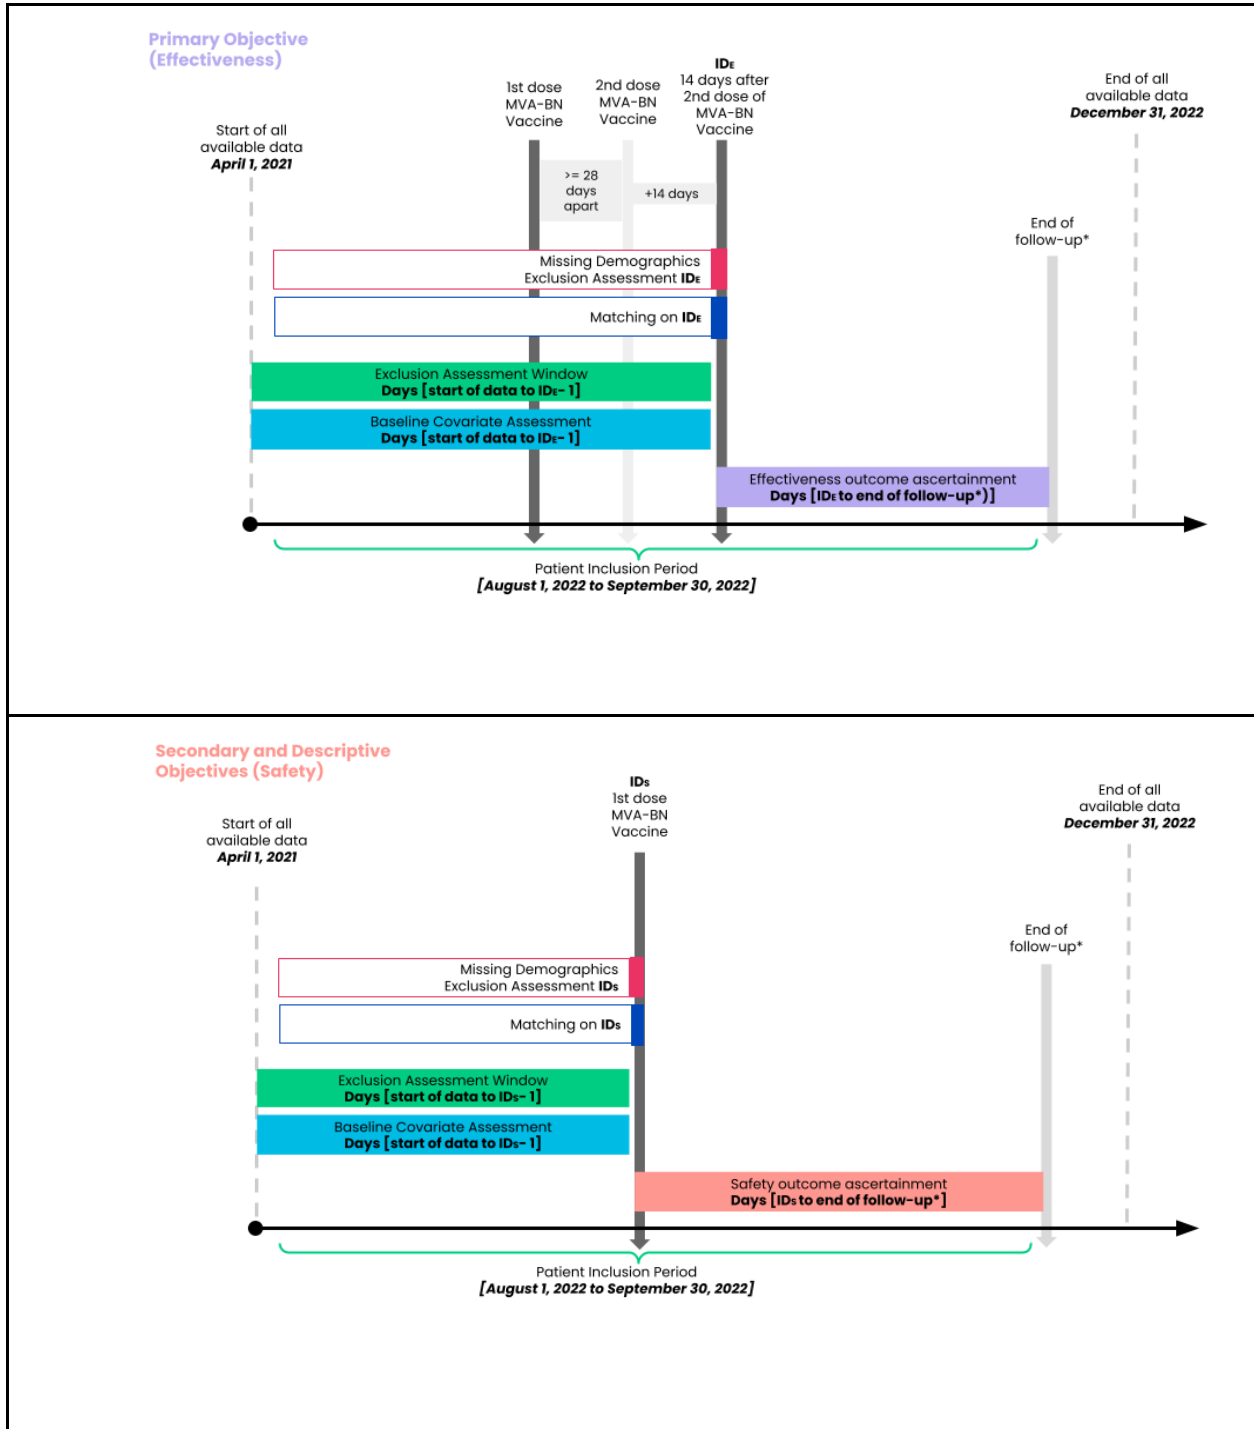 Primary Objective
(Effectiveness)
Start of all
available data
April 1, 2021
1st dose
MVA-BN
Vaccine
2nd dose
MVA-BN
Vaccine
IDE
14 days after
2nd dose of
MVA-BN
Vaccine
End of all
available data
December 31, 2022
>= 28
days
apart
+14 days
End of
follow-up*
Missing Demographics
Exclusion Assessment IDE
Matching on IDE
Exclusion Assessment Window
Days [start of data to IDE- 1]
Baseline Covariate Assessment
Days [start of data to IDE- 1]
Effectiveness outcome ascertainment
Days [IDE to end of follow-up*)]
Patient Inclusion Period
[August 1, 2022 to September 30, 2022]
Secondary and Descriptive
Objectives (Safety)
Start of all
available data
April 1, 2021
IDS
1st dose
MVA-BN
Vaccine
End of all
available data
December 31, 2022
End of
follow-up*
Missing Demographics
Exclusion Assessment IDS
Matching on IDS
Exclusion Assessment Window
Days [start of data to IDS- 1]
Baseline Covariate Assessment
Days [start of data to IDS- 1]
Safety outcome ascertainment
Days [IDS to end of follow-up*]
Patient Inclusion Period
[August 1, 2022 to September 30, 2022]